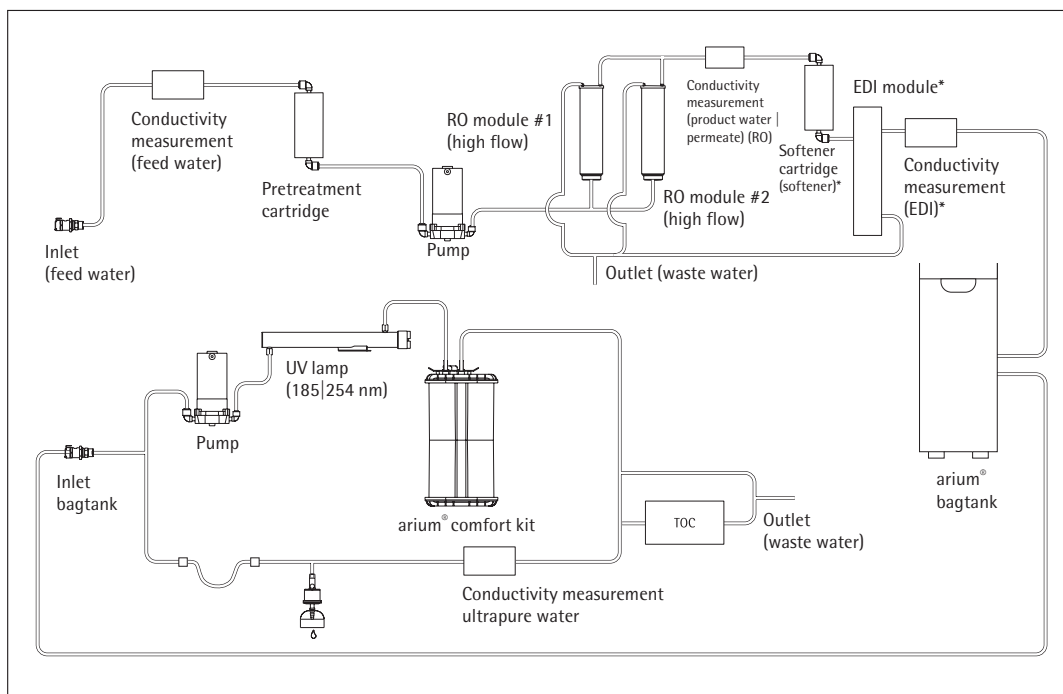 Conductivity
measurement
(feed water)
Inlet
(feed water)
Pretreatment
cartridge
Pump
RO module #1
(high flow)
RO module #2
(high flow)
Outlet (waste water)
Conductivity
measurement
(product water |
permeate) (RO)
Softener
cartridge
(softener)*
EDI module*
Conductivity
measurement
(EDI)*
UV lamp
(185|254 nm)
Pump
Inlet
bagtank
arium® comfort kit
TOC
Outlet
(waste water)
arium®
bagtank
Conductivity measurement
ultrapure water